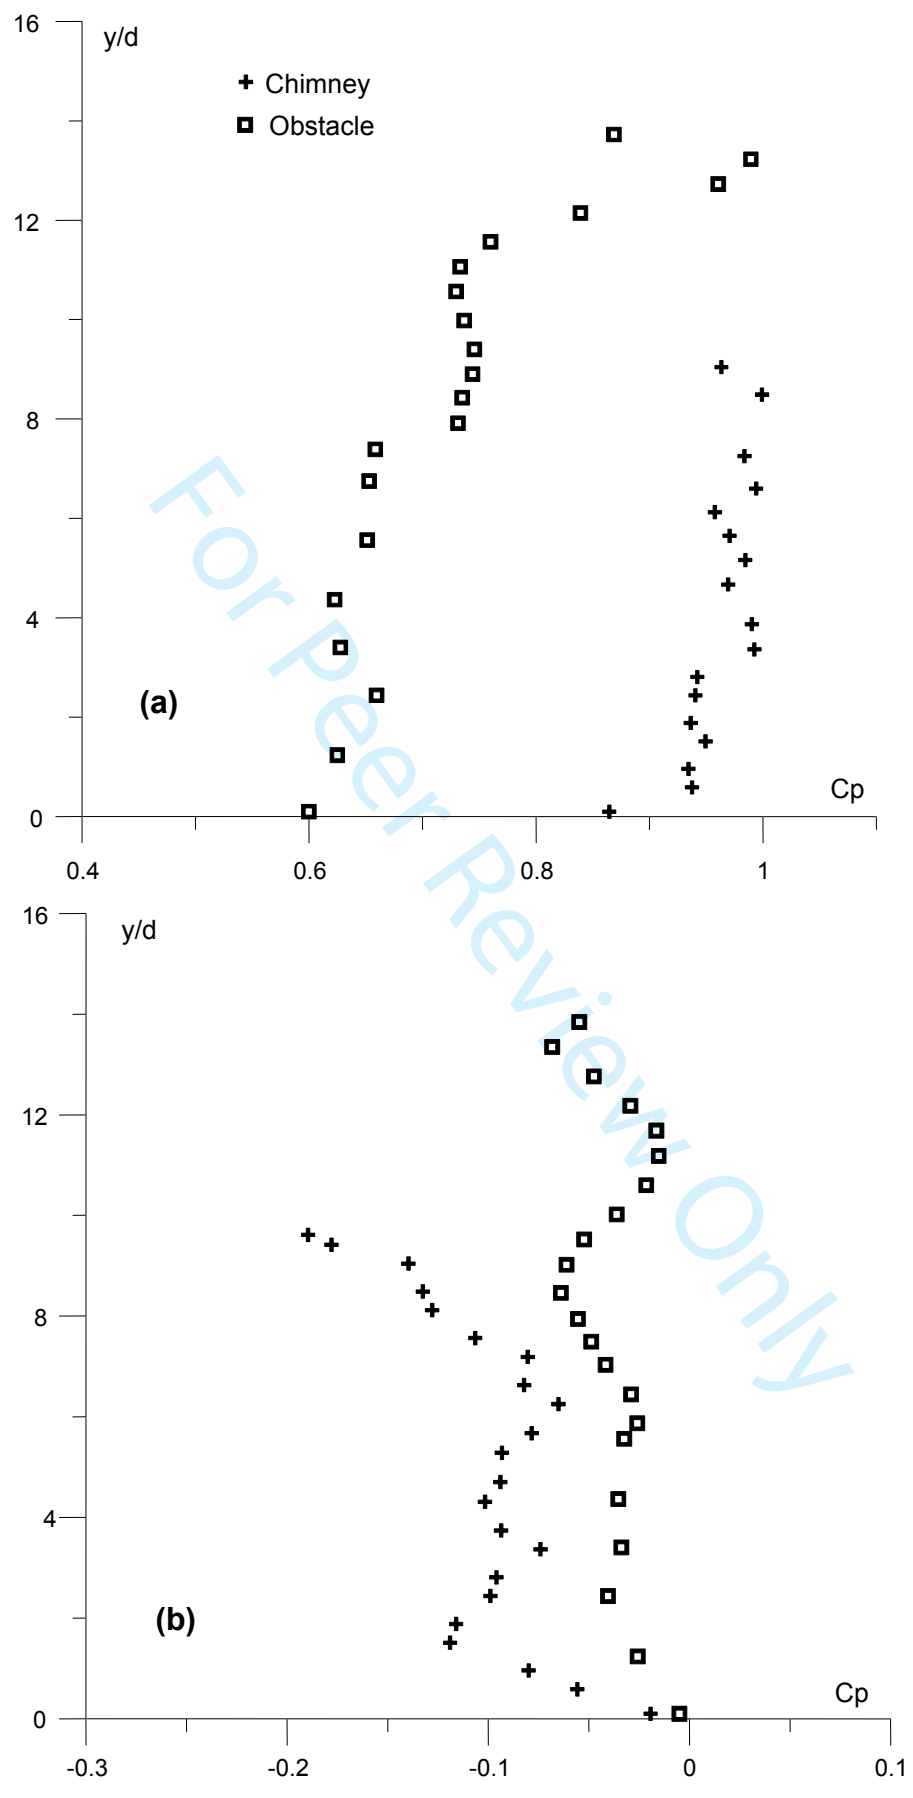 16
y/d
Chimney
Obstacle
12
8
4
(a)
Cp
0
0.4 0.6 0.8 1
For Peer Review Only
16
y/d
12
8
4
(b)
Cp
0
-0.3 -0.2 -0.1 0 0.1